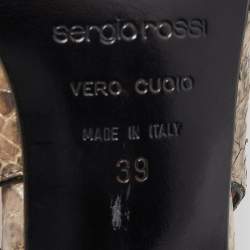 sergio rossi
VERO CUOIO
MADE IN ITALY
39